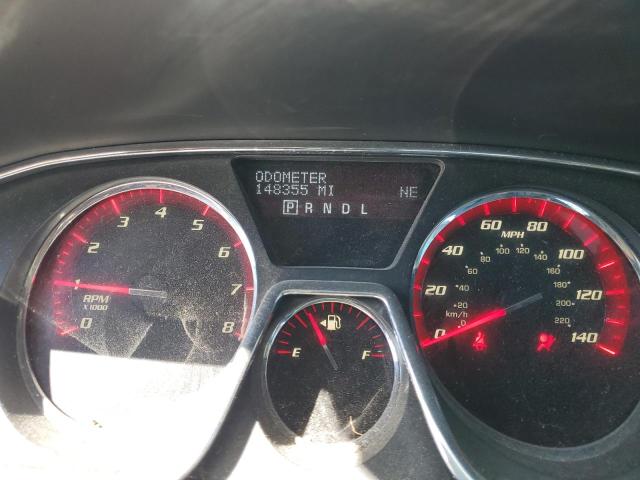 ODOMETER
148355 MI NE
P R N D L
0 1 2 3 4 5 6 7 8
RPM
X1000
E F
0 20 40 60 80 100 120 140
MPH
0 20 40 60 80 100 120 140 160 180 200 220
km/h